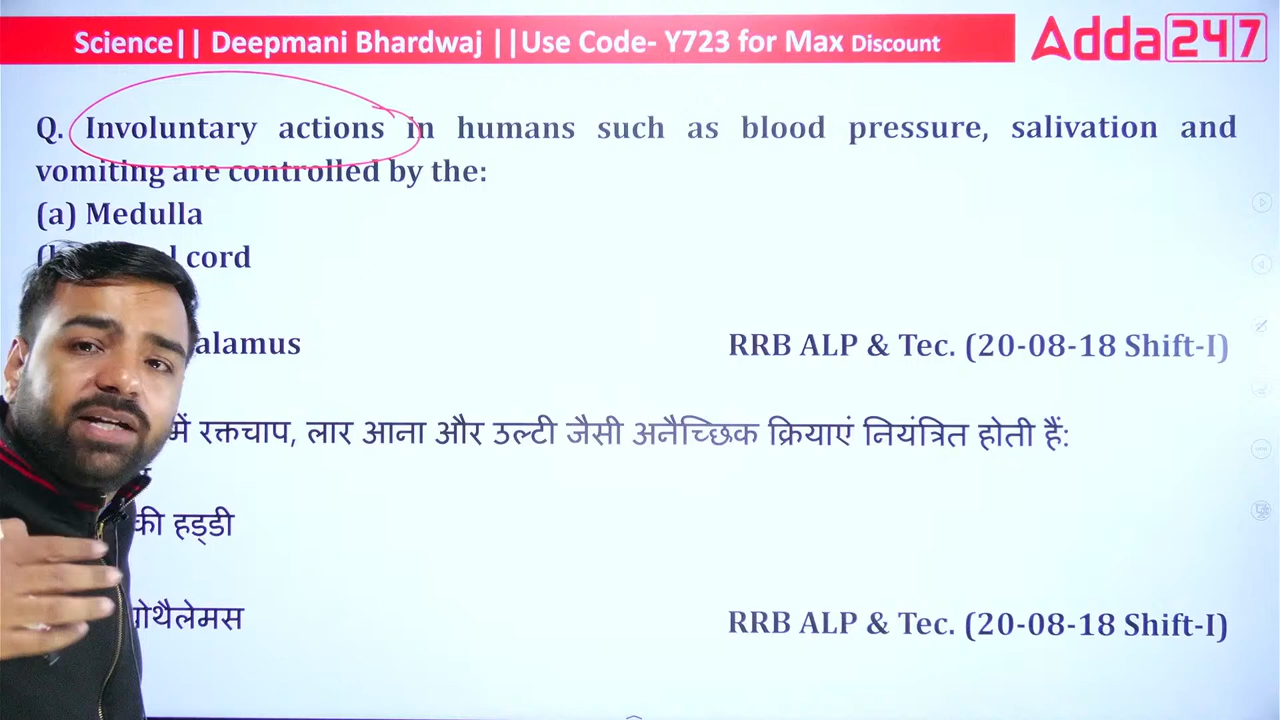 Science|| Deepmani Bhardwaj ||Use Code- Y723 for Max Discount
Adda247
Q. Involuntary actions in humans such as blood pressure, salivation and
vomiting are controlled by the:
(a) Medulla
cord
alamus RRB ALP & Tec. (20-08-18 Shift-I)
में रक्तचाप, लार आना और उल्टी जैसी अनैच्छिक क्रियाएं नियंत्रित होती हैं:
की हड्डी
पोथैलेमस RRB ALP & Tec. (20-08-18 Shift-I)